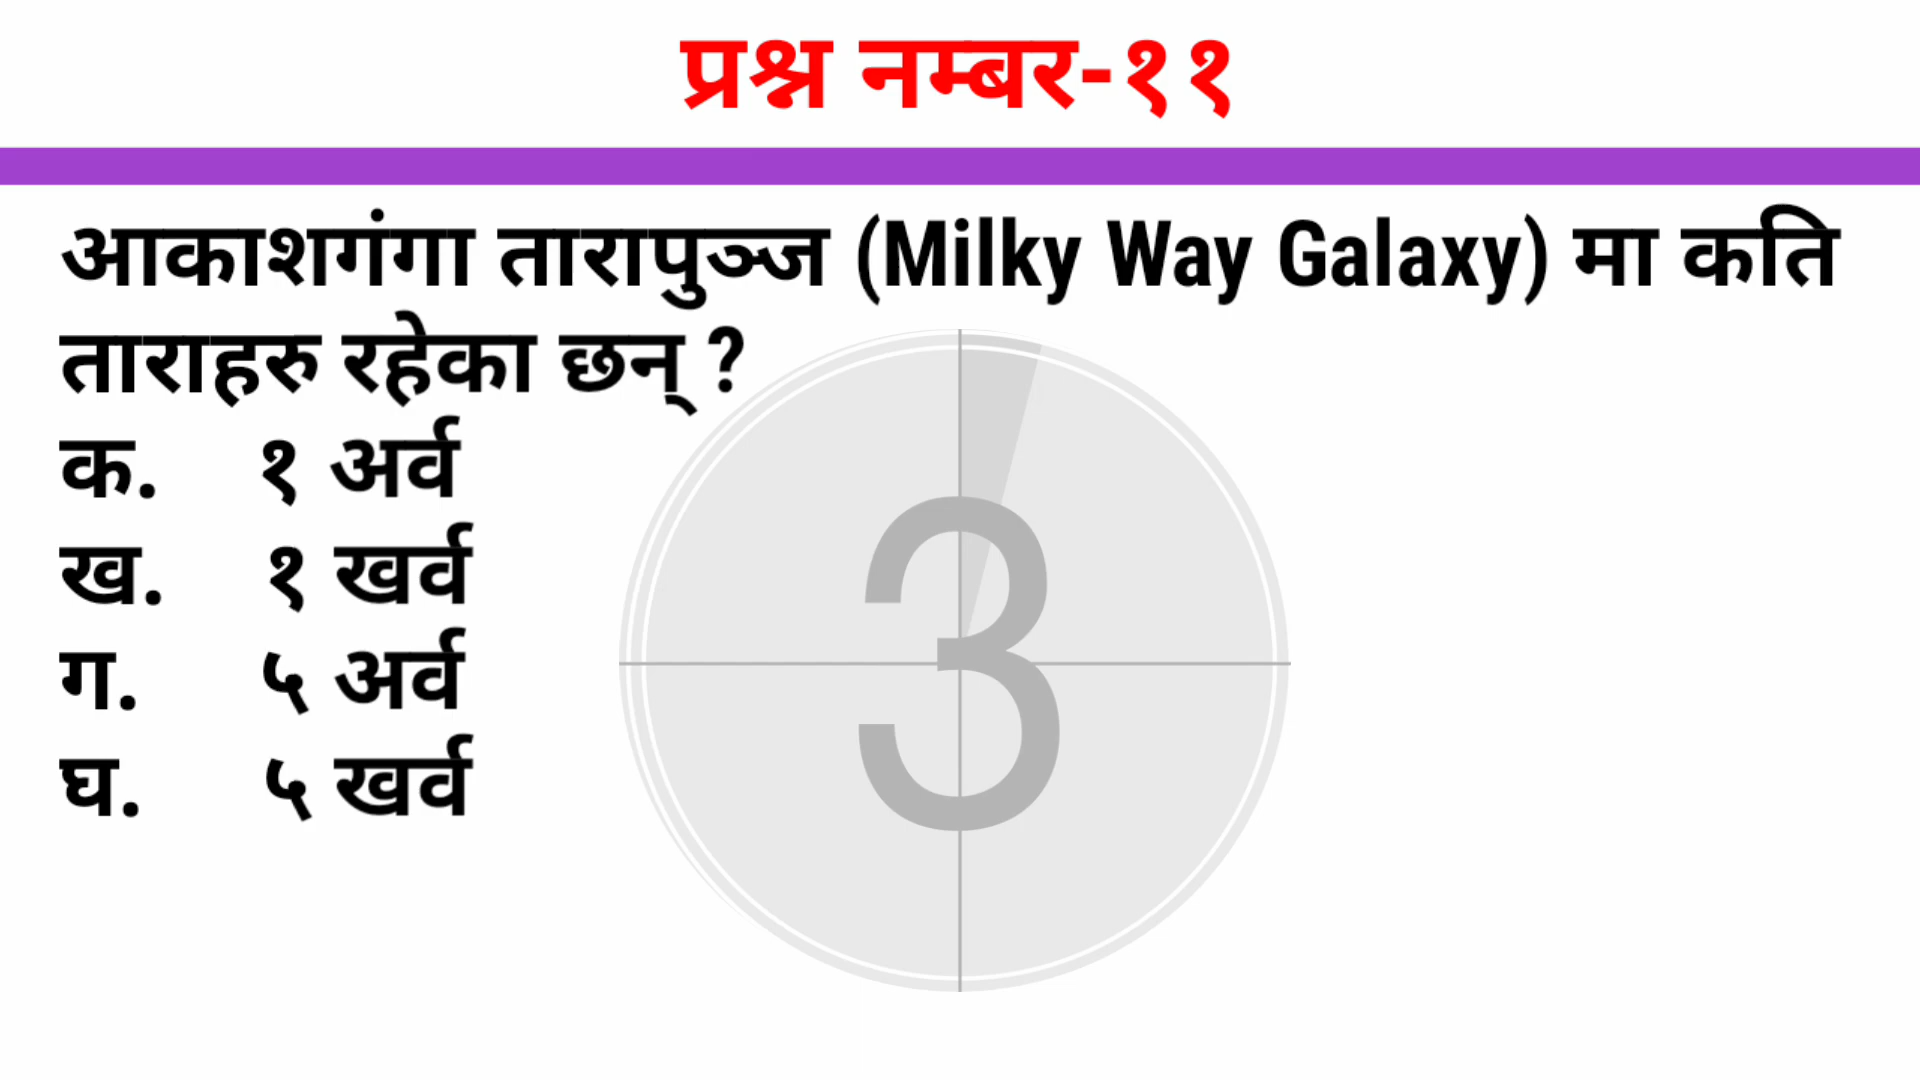 प्रश्न नम्बर-११
आकाशगंगा तारापुञ्ज (Milky Way Galaxy) मा कति
ताराहरु रहेका छन् ?
क. १ अर्व
ख. १ खर्व
ग. ५ अर्व
घ. ५ खर्व
3